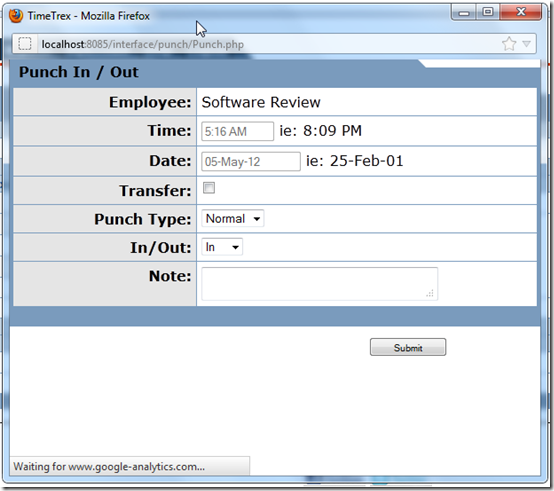 TimeTrex - Mozilla Firefox
localhost:8085/interface/punch/Punch.php
Punch In / Out
Employee: Software Review
Time: 5:16 AM ie: 8:09 PM
Date: 05-May-12 ie: 25-Feb-01
Transfer:
Punch Type: Normal
In/Out: In
Note:
Submit
Waiting for www.google-analytics.com...